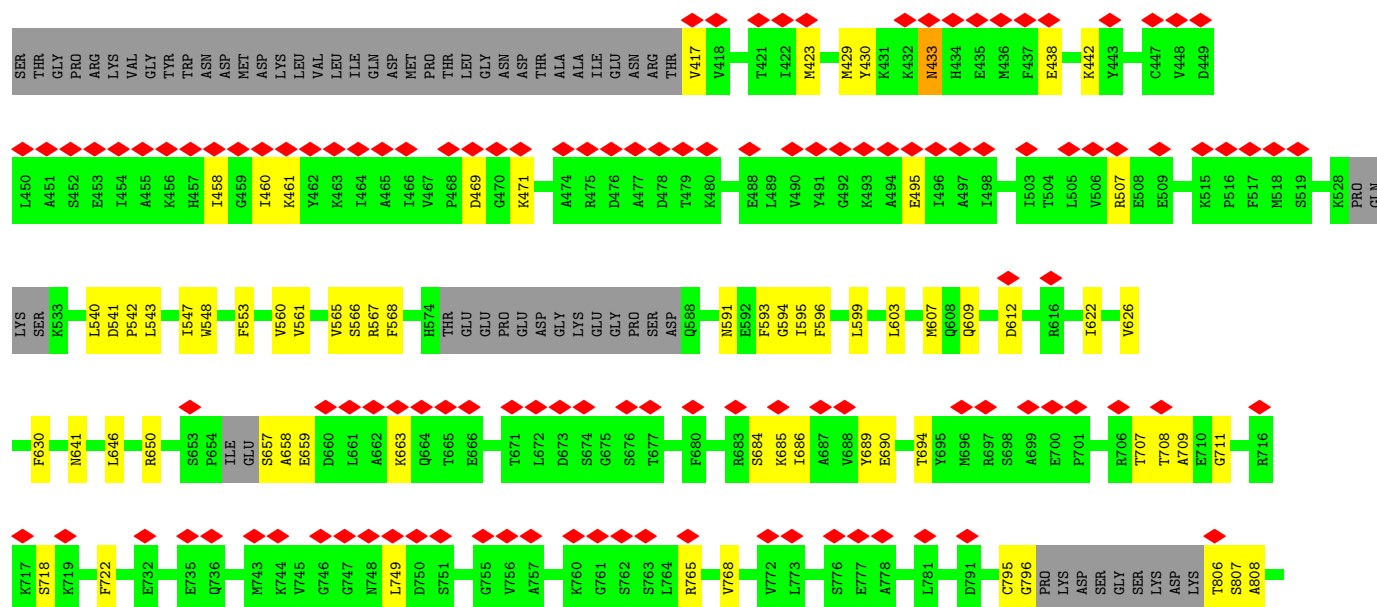 SER THR GLY PRO ARG LYS VAL GLY TYR TRP ASN ASP MET ASP LYS LEU VAL LEU ILE GLN ASP MET PRO THR LEU GLY ASN ASP THR ALA ALA ILE GLU ASN ARG THR V417 V418 T421 I422 M423 M429 Y430 K431 K432 N433 H434 E435 M436 F437 E438 K442 Y443 C447 V448 D449
L450 A451 S452 E453 I454 A455 K456 H457 I458 G459 I460 K461 Y462 K463 I464 A465 I466 V467 P468 D469 G470 K471 A474 R475 D476 A477 D478 T479 K480 E488 L489 V490 Y491 G492 K493 A494 E495 I496 A497 I498 I503 T504 L505 V506 R507 E508 E509 K515 P516 F517 M518 S519 K528 PRO GLN
LYS SER K533 L540 D541 P542 L543 I547 W548 F553 V560 V561 V565 S566 R567 F568 H574 THR GLU GLU PRO GLU ASP GLY LYS GLU GLY PRO SER ASP Q588 N591 E592 F593 G594 I595 F596 L599 L603 M607 Q608 Q609 D612 R616 I622 V626
F630 N641 L646 R650 S653 P654 ILE GLU S657 A658 E659 D660 L661 A662 K663 Q664 T665 E666 T671 L672 D673 S674 G675 S676 T677 F680 R683 S684 K685 I686 A687 V688 Y689 E690 T694 Y695 M696 R697 S698 A699 E700 P701 R706 T707 T708 A709 E710 G711 R716
K717 S718 K719 F722 E732 E735 Q736 M743 K744 V745 G746 G747 N748 L749 D750 S751 G755 V756 A757 K760 G761 S762 S763 L764 R765 V768 V772 L773 S776 E777 A778 L781 D791 C795 G796 PRO LYS ASP SER GLY SER LYS ASP LYS T806 S807 A808